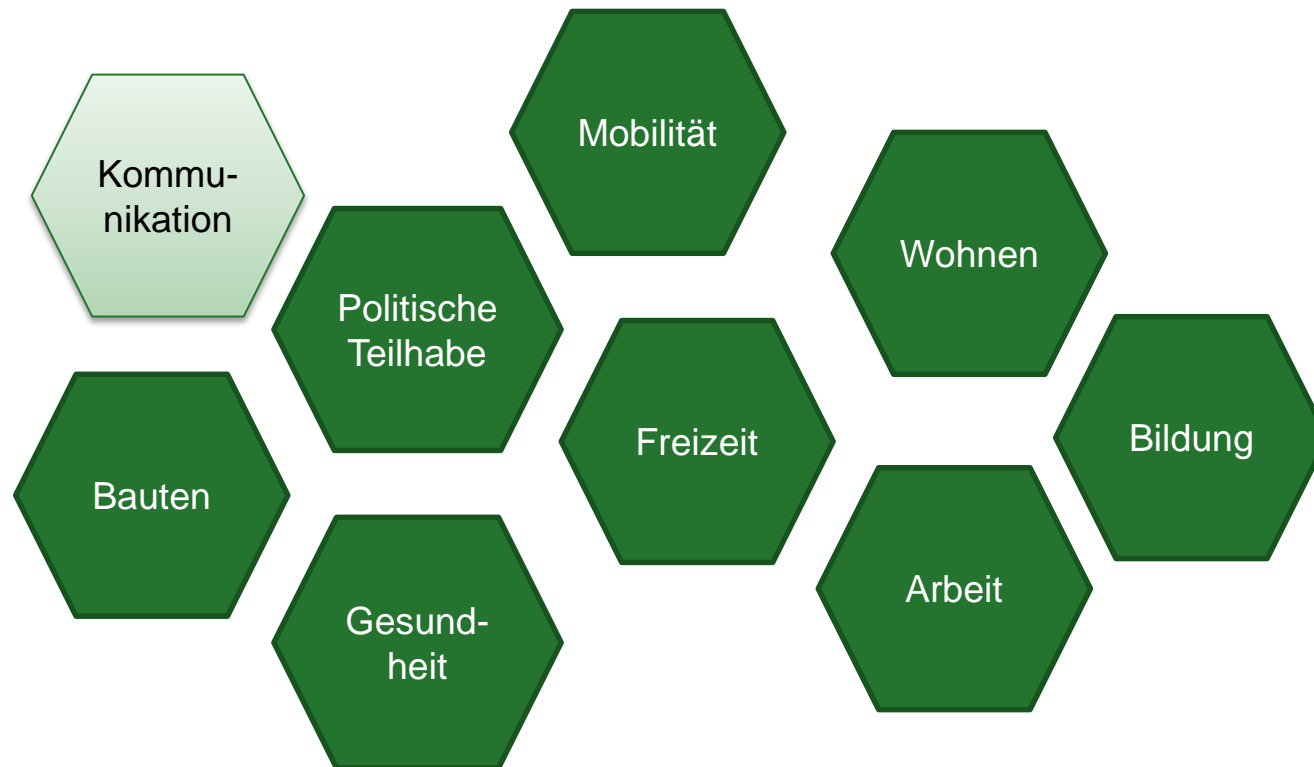 Kommu-
nikation
Mobilität
Wohnen
Politische
Teilhabe
Freizeit
Bildung
Bauten
Arbeit
Gesund-
heit